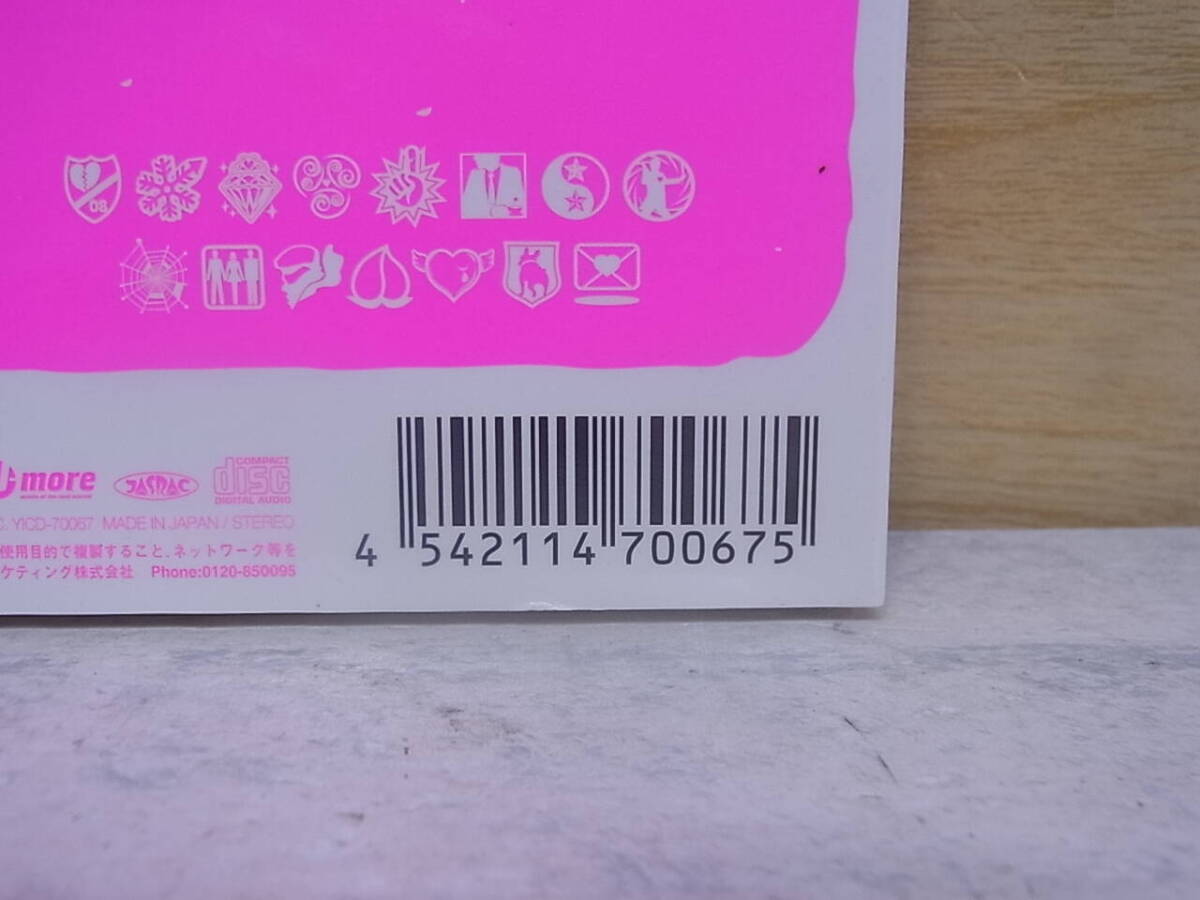 08
more
JASRAC
COMPACT
disc
DIGITAL AUDIO
C. YICD-70067 MADE IN JAPAN / STEREO
使用目的で複製すること、ネットワーク等を
ケティング株式会社 Phone:0120-850095
4 542114 700675